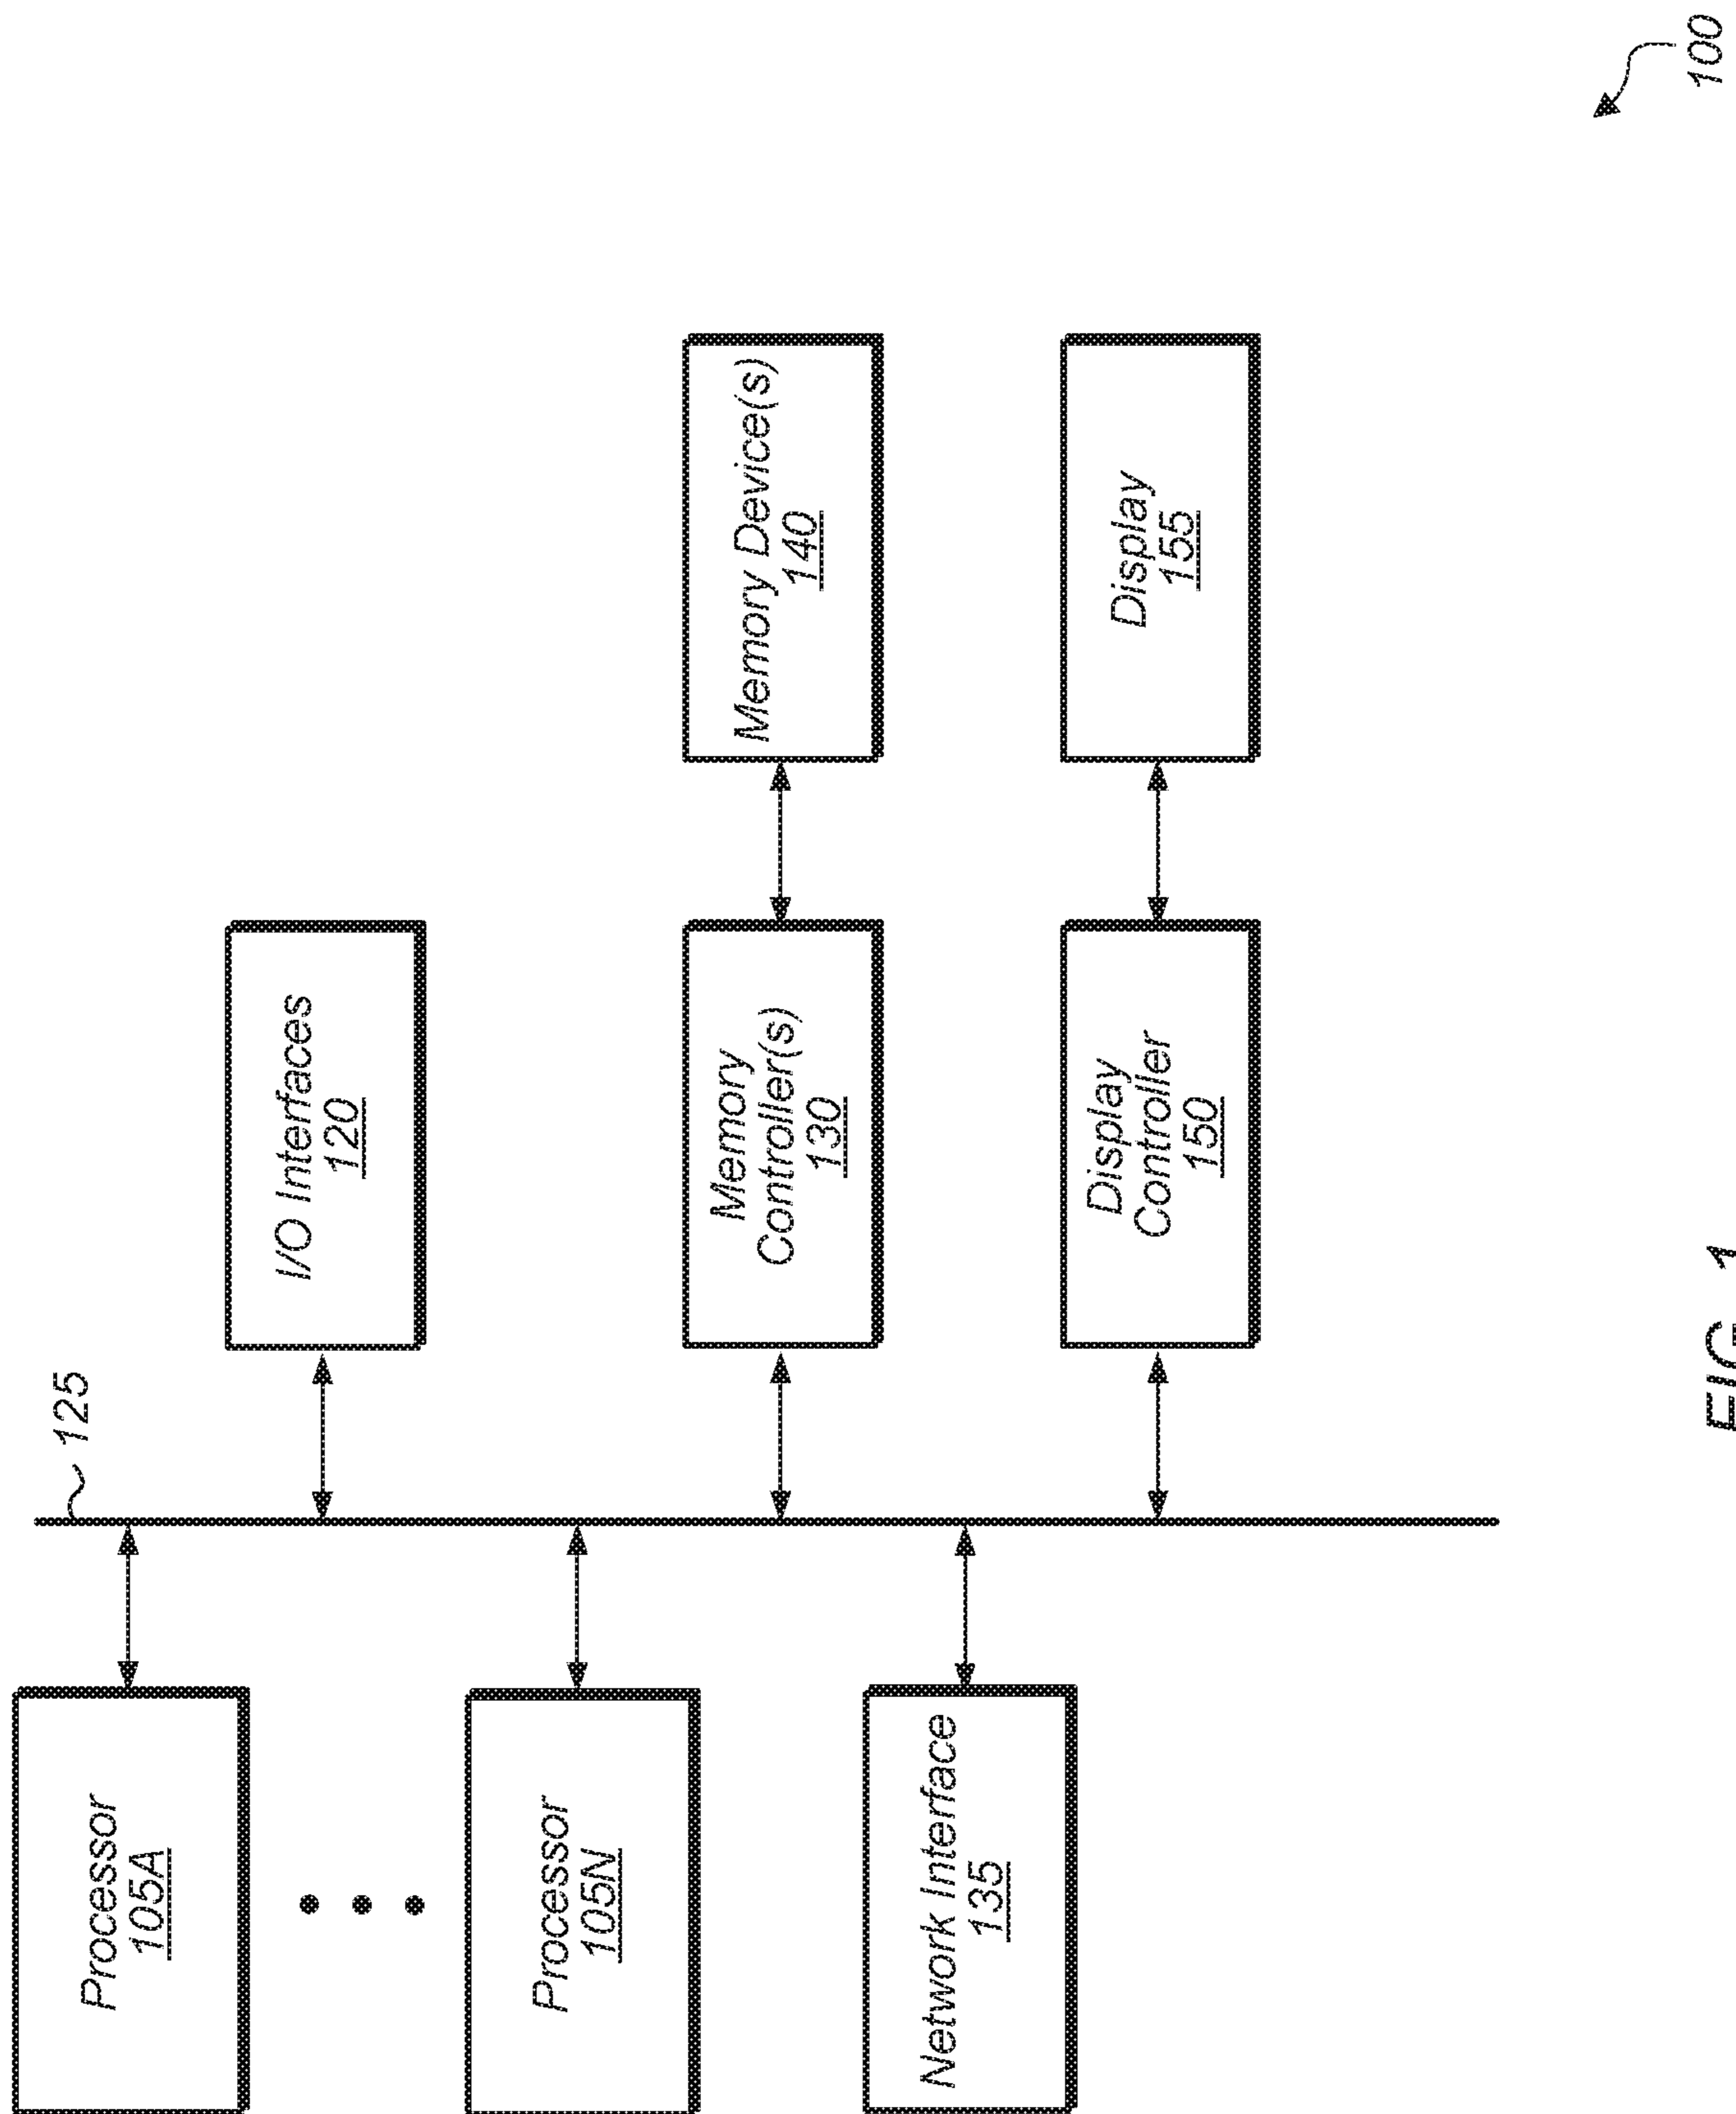 100
125
Processor
105A
Processor
105N
Network Interface
135
I/O Interfaces
120
Memory
Controller(s)
130
Display
Controller
150
Memory Device(s)
140
Display
155
FIG. 1